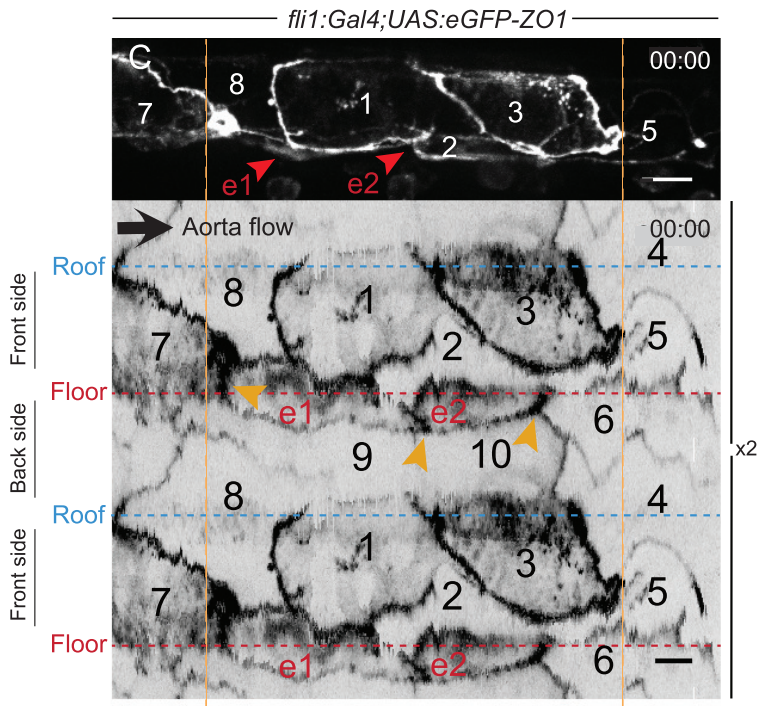 fli1:Gal4;UAS:eGFP-ZO1
C
00:00
8
7
1
3
2
5
e1
e2
Aorta flow
00:00
4
Roof
8
1
3
Front side
7
2
5
Floor
e1
e2
6
Back side
9
10
x2
8
4
Roof
1
3
Front side
7
2
5
Floor
e1
e2
6